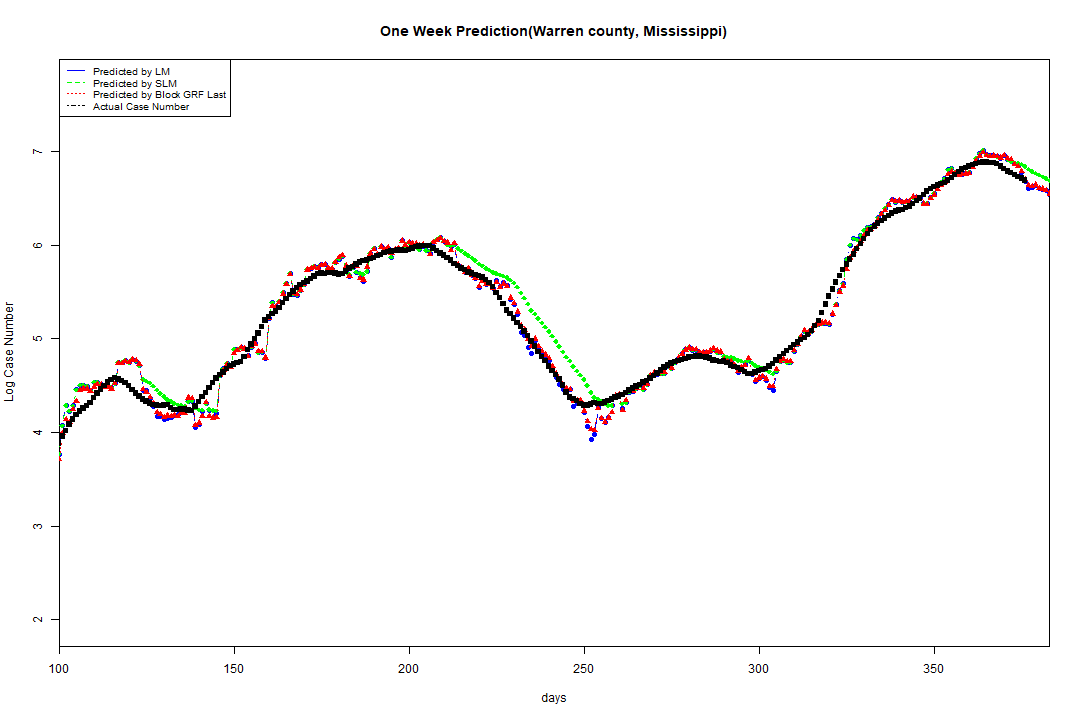 One Week Prediction(Warren county, Mississippi)
Predicted by LM
Predicted by SLM
Predicted by Block GRF Last
Actual Case Number
7
6
5
4
3
2
Log Case Number
100 150 200 250 300 350
days